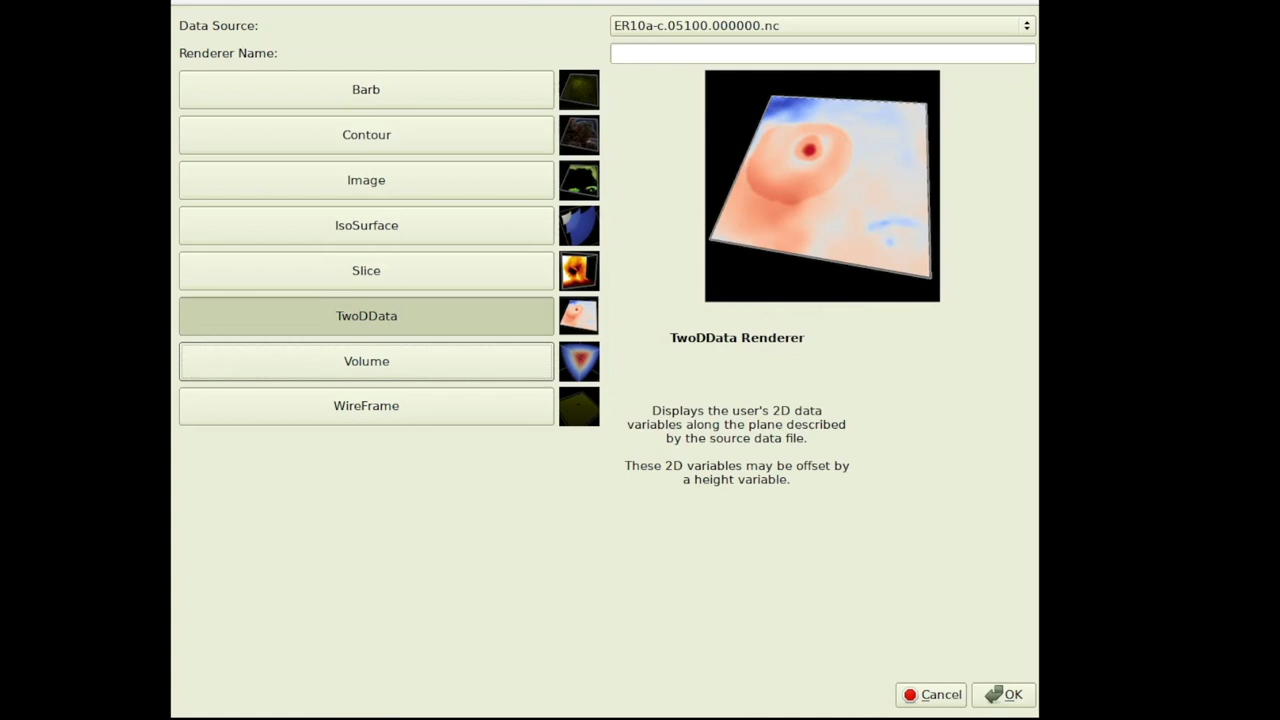 Data Source:
ER10a-c.05100.000000.nc
Renderer Name:
Barb
Contour
Image
IsoSurface
Slice
TwoDData
Volume
WireFrame
TwoDData Renderer
Displays the user's 2D data
variables along the plane described
by the source data file.
These 2D variables may be offset by
a height variable.
Cancel
OK